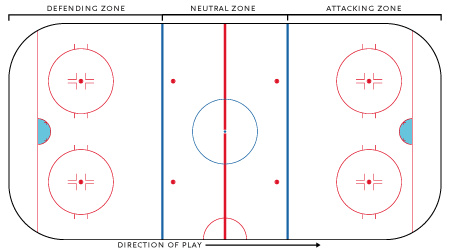 DEFENDING ZONE
NEUTRAL ZONE
ATTACKING ZONE
DIRECTION OF PLAY